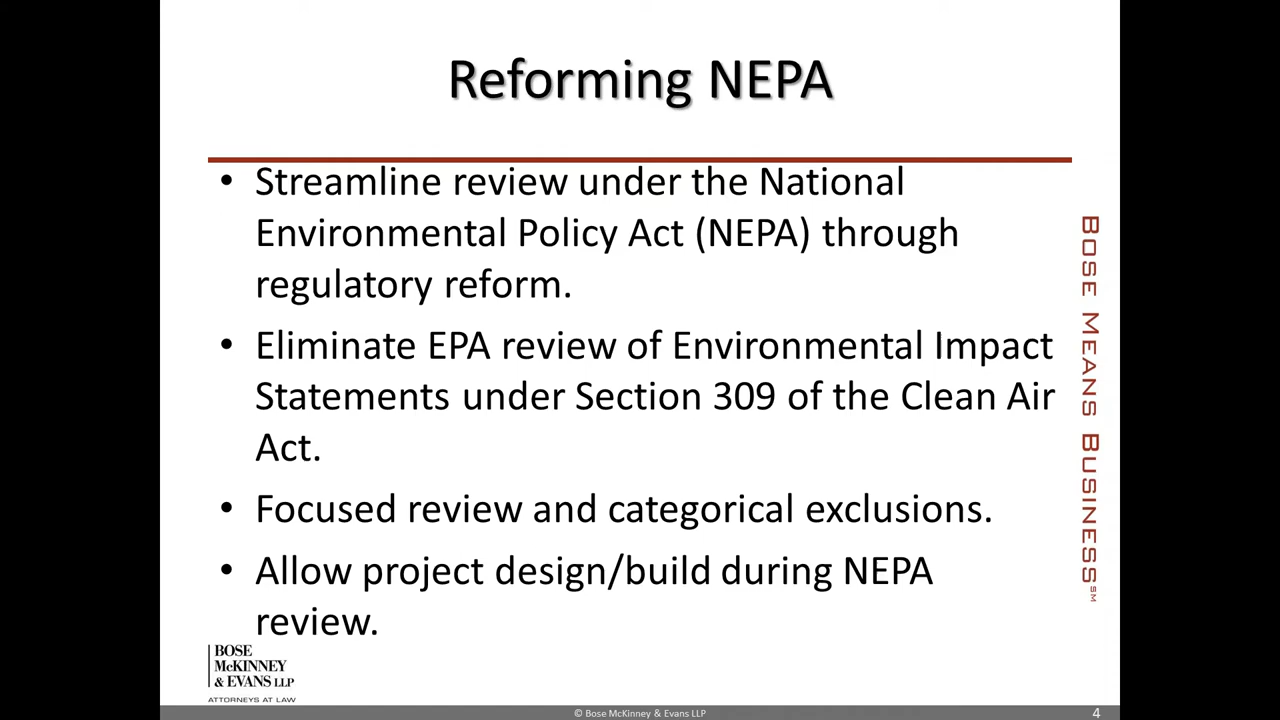 Reforming NEPA
• Streamline review under the National
Environmental Policy Act (NEPA) through
regulatory reform.
• Eliminate EPA review of Environmental Impact
Statements under Section 309 of the Clean Air
Act.
• Focused review and categorical exclusions.
• Allow project design/build during NEPA
review.
BOSE MEANS BUSINESS℠
BOSE
McKINNEY
& EVANS LLP
ATTORNEYS AT LAW
© Bose McKinney & Evans LLP
4